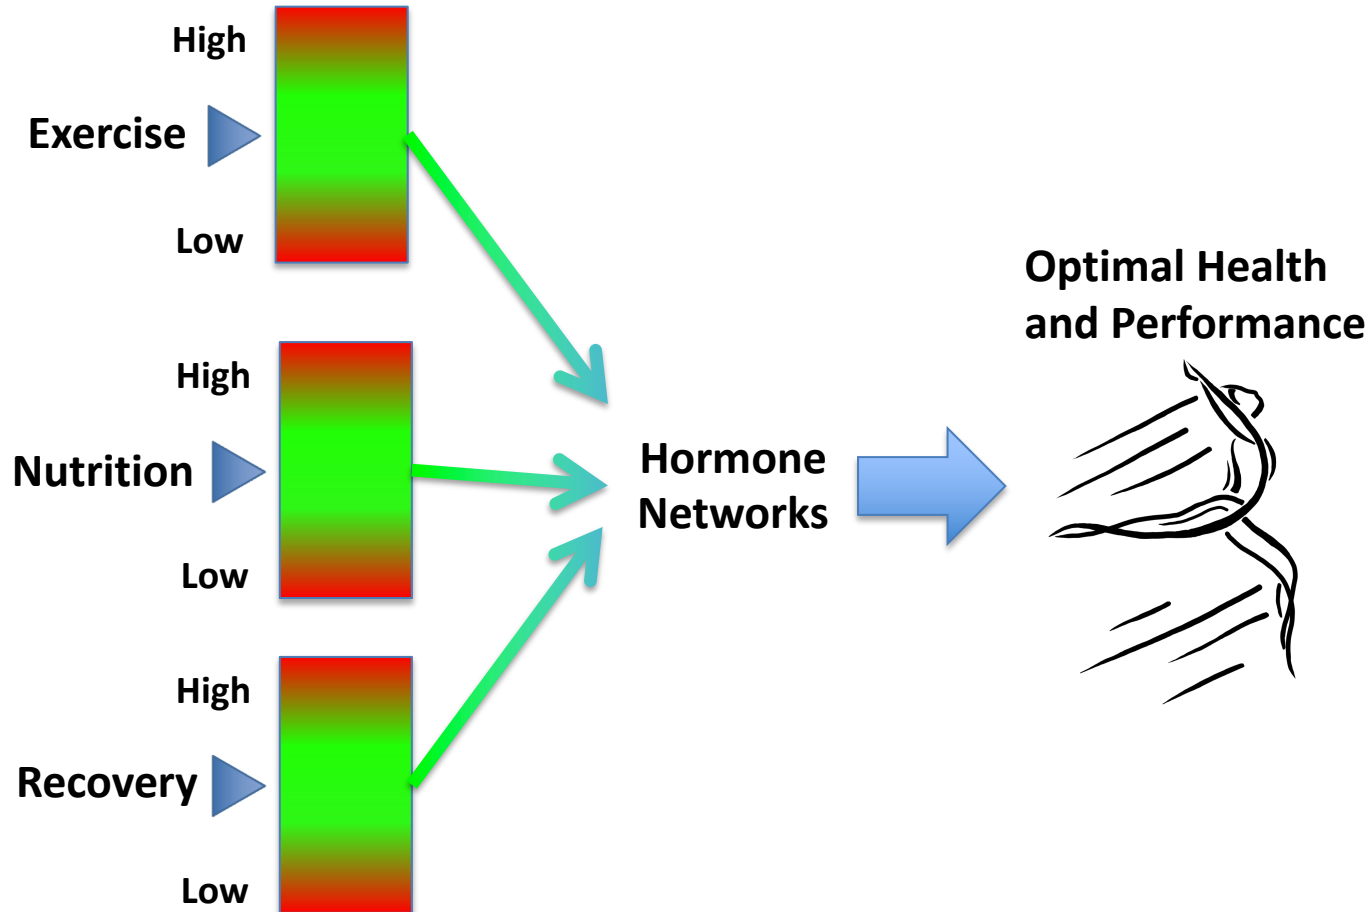 High
Exercise
Low
High
Nutrition
Low
High
Recovery
Low
Hormone
Networks
Optimal Health
and Performance